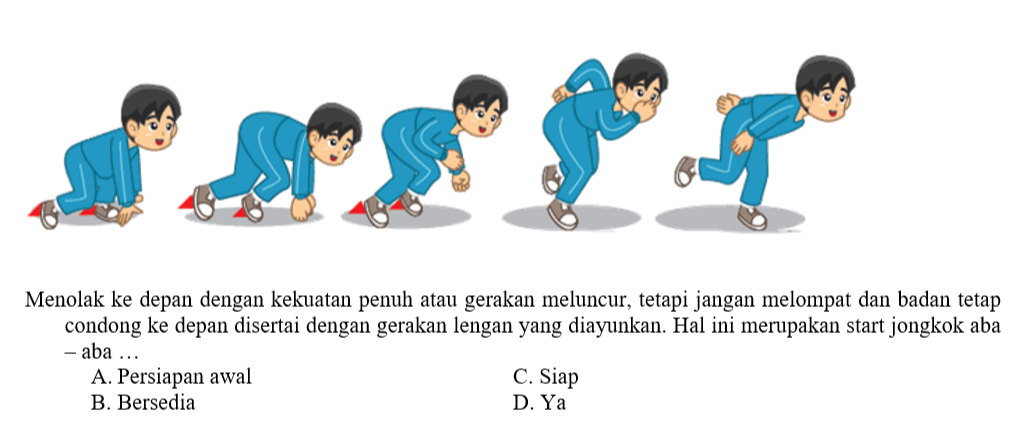 Menolak ke depan dengan kekuatan penuh atau gerakan meluncur, tetapi jangan melompat dan badan tetap
condong ke depan disertai dengan gerakan lengan yang diayunkan. Hal ini merupakan start jongkok aba
– aba …
A. Persiapan awal C. Siap
B. Bersedia D. Ya